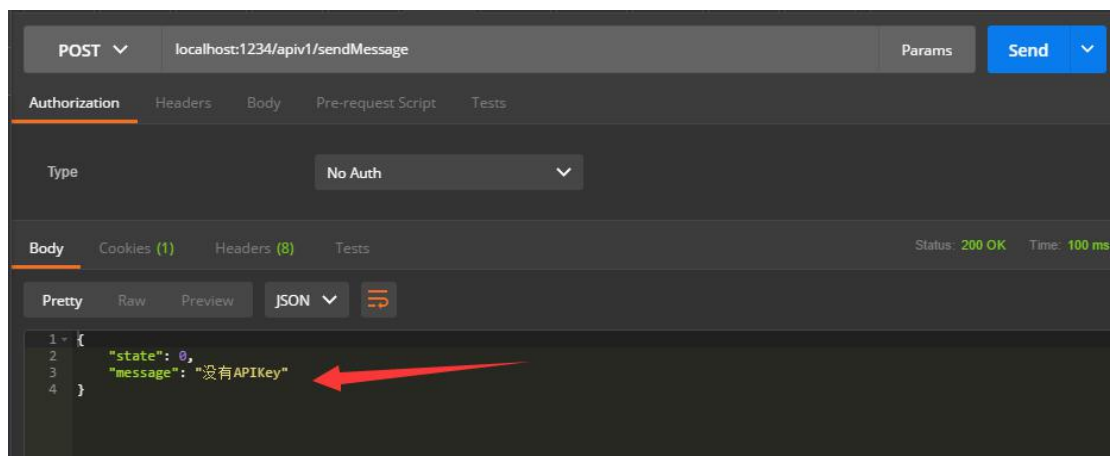 POST localhost:1234/apiv1/sendMessage Params Send
Authorization Headers Body Pre-request Script Tests
Type No Auth
Body Cookies (1) Headers (8) Tests Status: 200 OK Time: 100 ms
Pretty Raw Preview JSON
1 {
2 "state": 0,
3 "message": "没有APIKey"
4 }